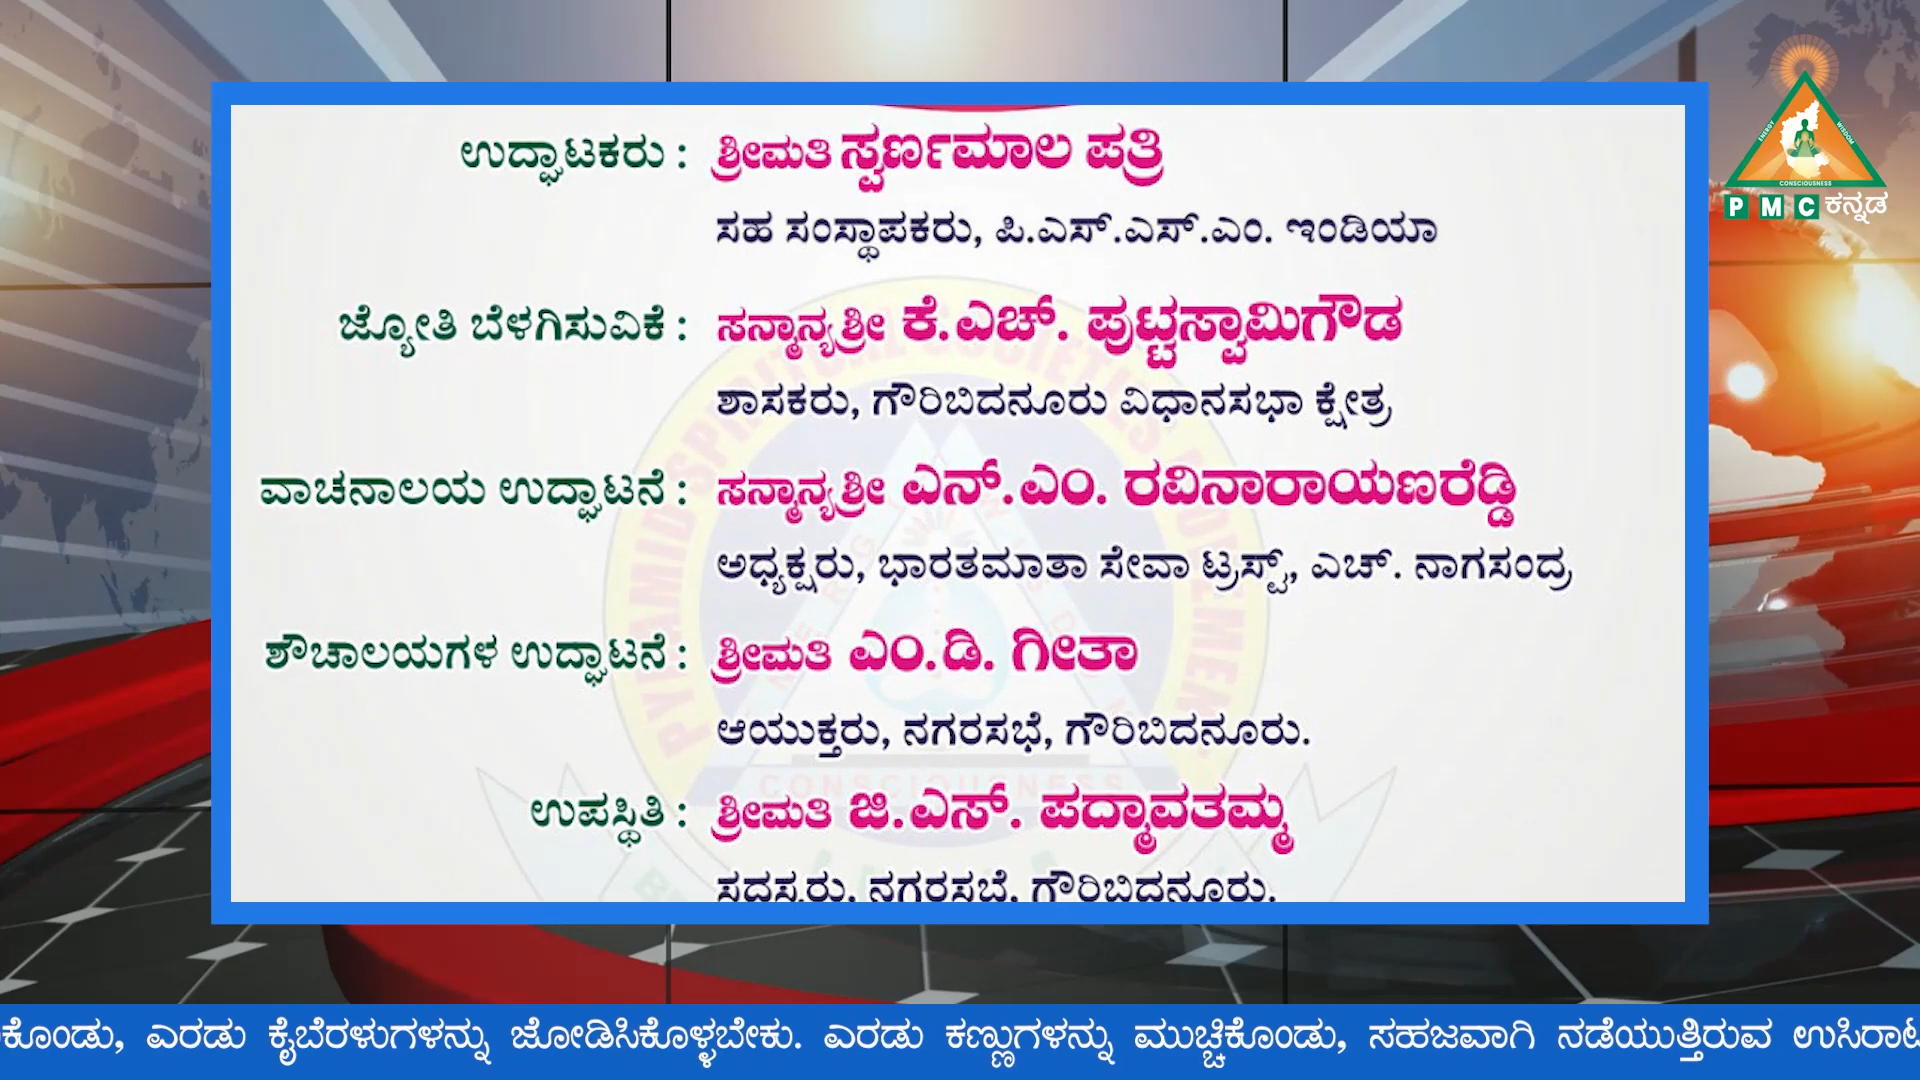 ಉದ್ಘಾಟಕರು : ಶ್ರೀಮತಿ ಸ್ವರ್ಣಮಾಲ ಪತ್ರಿ
ಸಹ ಸಂಸ್ಥಾಪಕರು, ಪಿ.ಎಸ್.ಎಸ್.ಎಂ. ಇಂಡಿಯಾ
ಜ್ಯೋತಿ ಬೆಳಗಿಸುವಿಕೆ : ಸನ್ಮಾನ್ಯಶ್ರೀ ಕೆ.ಎಚ್. ಪುಟ್ಟಸ್ವಾಮಿಗೌಡ
ಶಾಸಕರು, ಗೌರಿಬಿದನೂರು ವಿಧಾನಸಭಾ ಕ್ಷೇತ್ರ
ವಾಚನಾಲಯ ಉದ್ಘಾಟನೆ : ಸನ್ಮಾನ್ಯಶ್ರೀ ಎನ್.ಎಂ. ರವಿನಾರಾಯಣರೆಡ್ಡಿ
ಅಧ್ಯಕ್ಷರು, ಭಾರತಮಾತಾ ಸೇವಾ ಟ್ರಸ್ಟ್, ಎಚ್. ನಾಗಸಂದ್ರ
ಶೌಚಾಲಯಗಳ ಉದ್ಘಾಟನೆ : ಶ್ರೀಮತಿ ಎಂ.ಡಿ. ಗೀತಾ
ಆಯುಕ್ತರು, ನಗರಸಭೆ, ಗೌರಿಬಿದನೂರು.
ಉಪಸ್ಥಿತಿ : ಶ್ರೀಮತಿ ಜಿ.ಎಸ್. ಪದ್ಮಾವತಮ್ಮ
ಸದಸ್ಯರು, ನಗರಸಭೆ, ಗೌರಿಬಿದನೂರು.
ENERGY WISDOM
CONSCIOUSNESS
PMC ಕನ್ನಡ
ಕೊಂಡು, ಎರಡು ಕೈಬೆರಳುಗಳನ್ನು ಜೋಡಿಸಿಕೊಳ್ಳಬೇಕು. ಎರಡು ಕಣ್ಣುಗಳನ್ನು ಮುಚ್ಚಿಕೊಂಡು, ಸಹಜವಾಗಿ ನಡೆಯುತ್ತಿರುವ